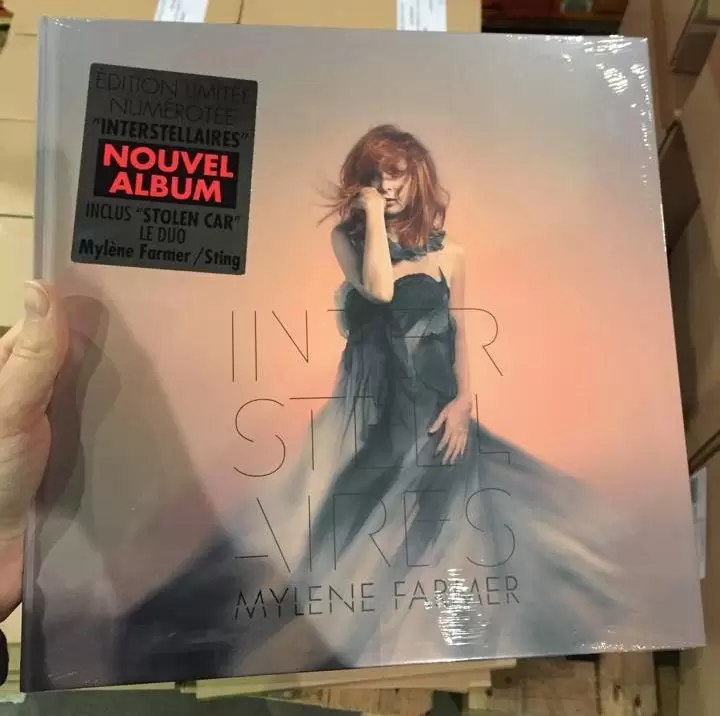 EDITION LIMITÉE
NUMÉROTÉE
"INTERSTELLAIRES"
NOUVEL
ALBUM
INCLUS "STOLEN CAR"
LE DUO
Mylène Farmer / Sting
INTER
STELL
AIRES
MYLENE FARMER